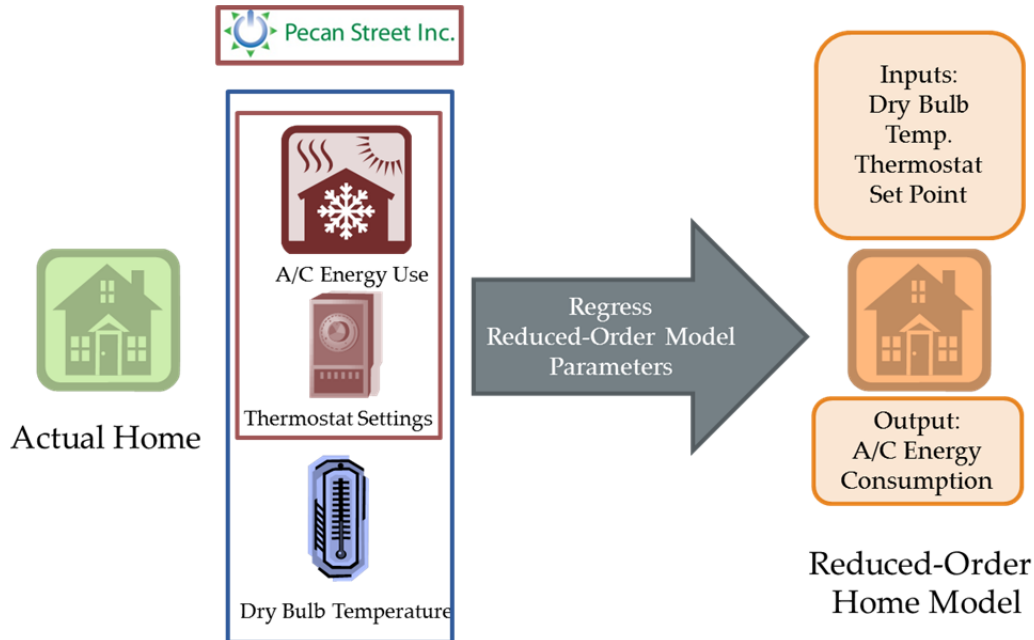 Pecan Street Inc.
A/C Energy Use
Thermostat Settings
Dry Bulb Temperature
Actual Home
Regress
Reduced-Order Model
Parameters
Inputs:
Dry Bulb
Temp.
Thermostat
Set Point
Output:
A/C Energy
Consumption
Reduced-Order
Home Model